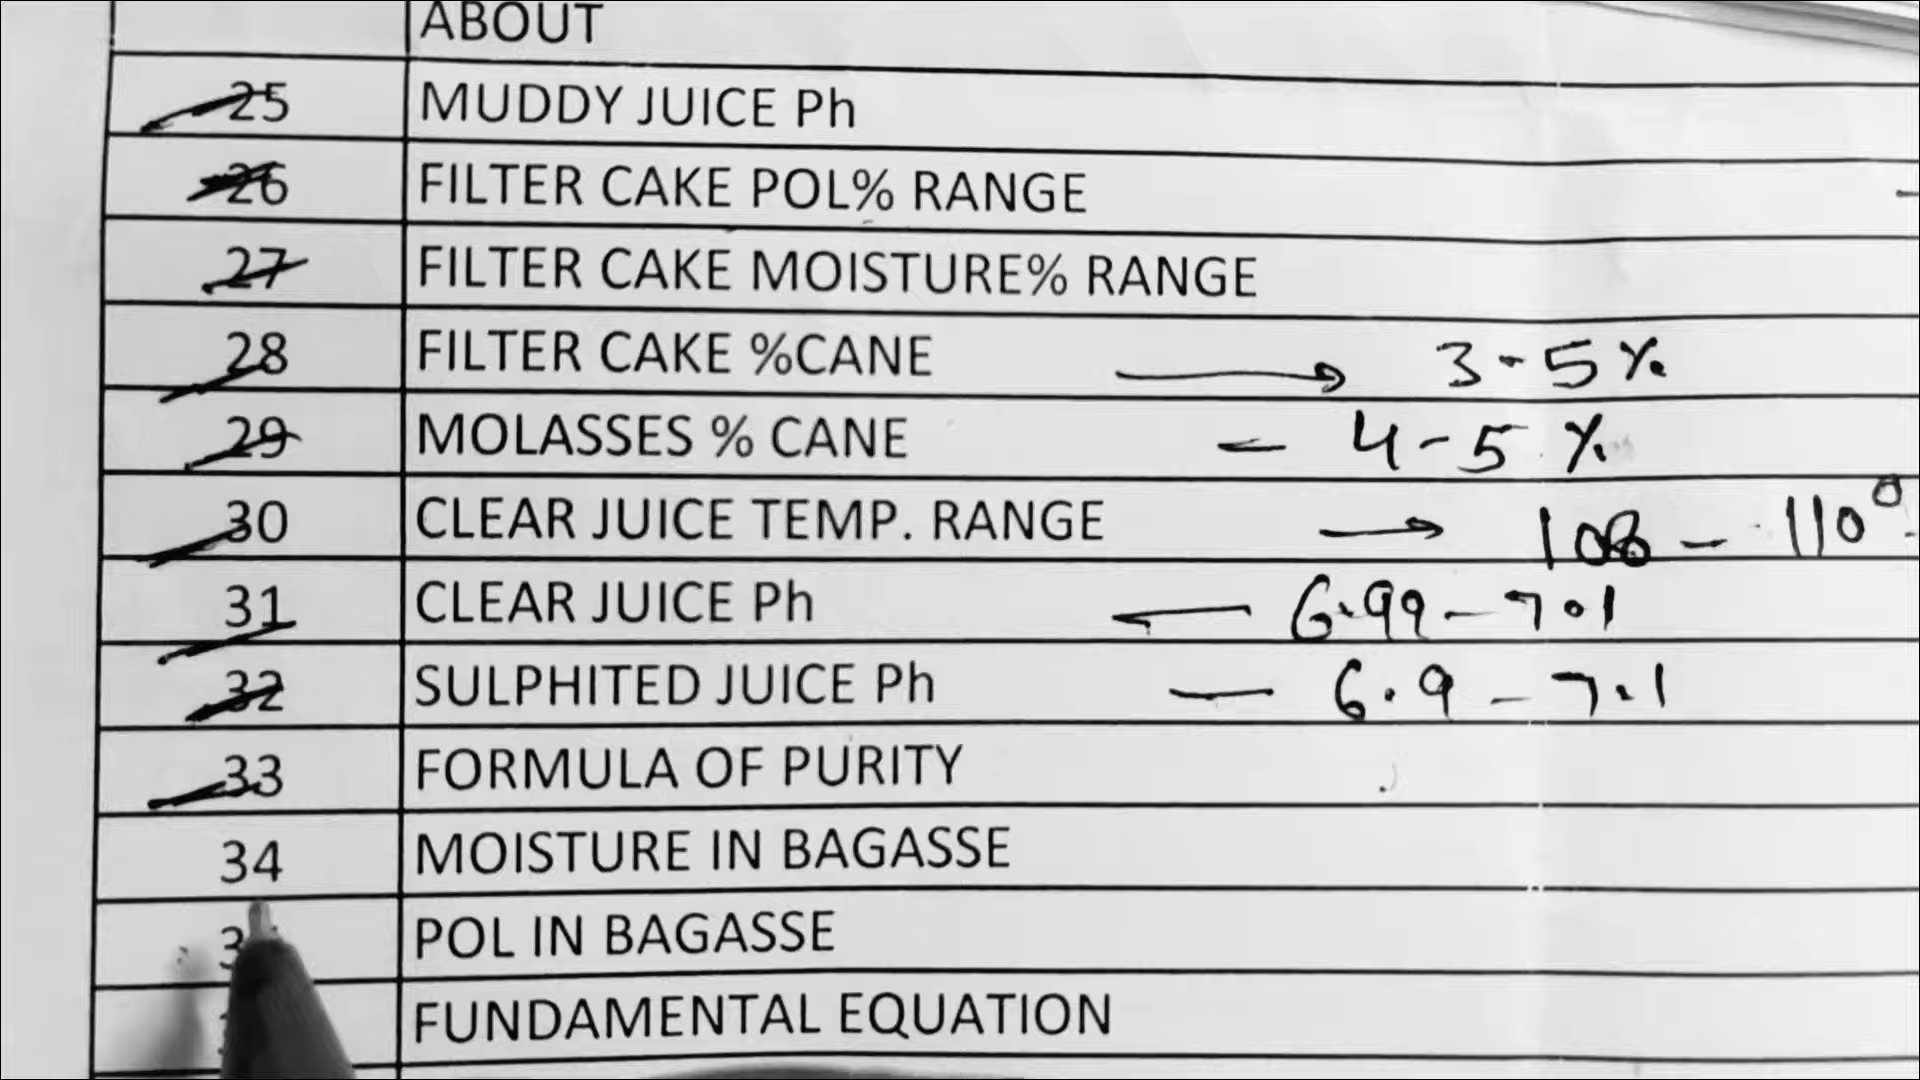 ABOUT
25 MUDDY JUICE Ph
26 FILTER CAKE POL% RANGE
27 FILTER CAKE MOISTURE% RANGE
28 FILTER CAKE %CANE → 3-5%
29 MOLASSES % CANE - 4-5 %
30 CLEAR JUICE TEMP. RANGE → 108 - 110°
31 CLEAR JUICE Ph ← 6.99-7.1
32 SULPHITED JUICE Ph - 6.9-7.1
33 FORMULA OF PURITY
34 MOISTURE IN BAGASSE
POL IN BAGASSE
FUNDAMENTAL EQUATION